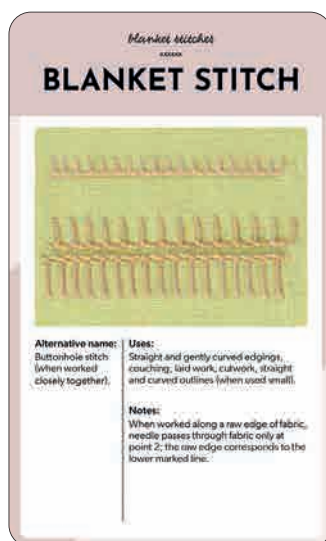 blanket stitches
BLANKET STITCH
Alternative name:
Buttonhole stitch
(when worked
closely together).
Uses:
Straight and gently curved edgings,
couching, laid work, cutwork, straight
and curved outlines (when used small).
Notes:
When worked along a raw edge of fabric,
needle passes through fabric only at
point 2; the raw edge corresponds to the
lower marked line.